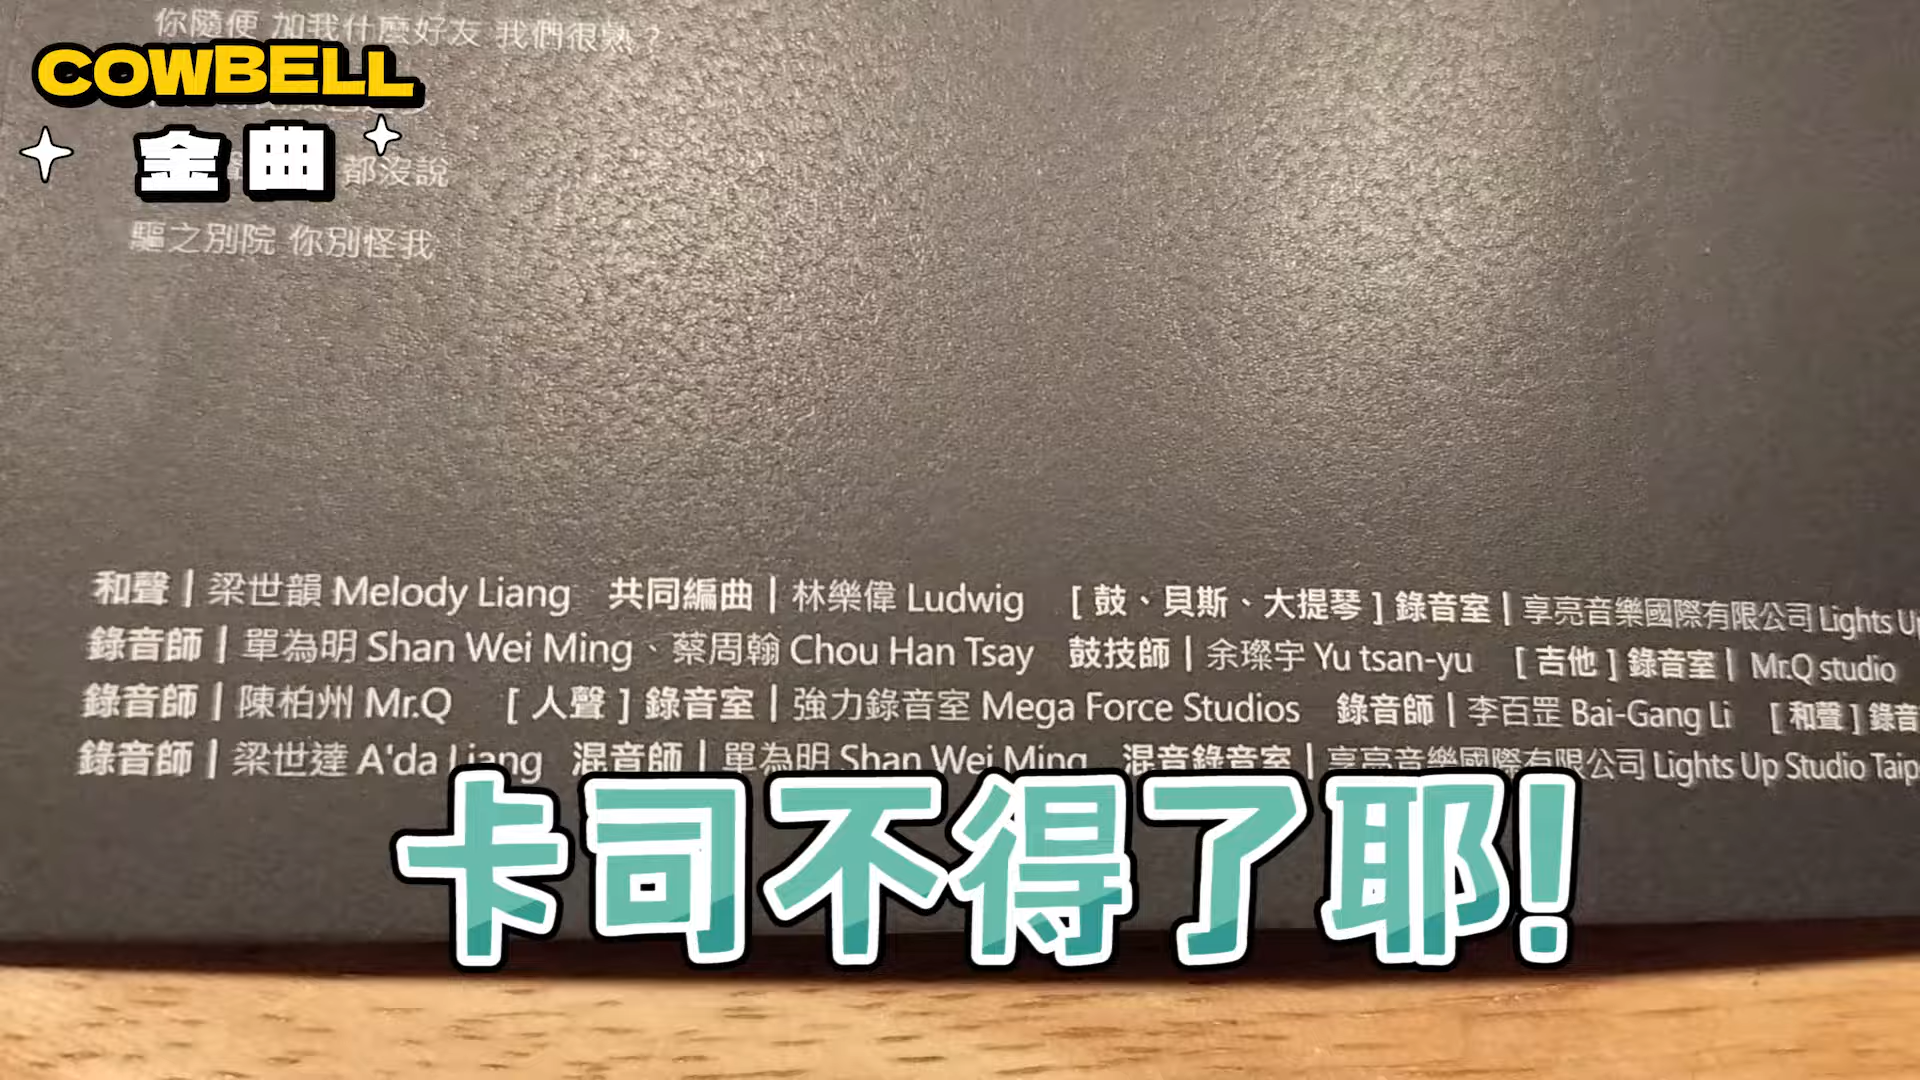 你隨便 加我什麼好友 我們很熟？
COWBELL
金曲
都沒說
驅之別院 你別怪我
和聲｜梁世韻 Melody Liang 共同編曲｜林樂偉 Ludwig [ 鼓、貝斯、大提琴 ] 錄音室｜享亮音樂國際有限公司 Lights Up
錄音師｜單為明 Shan Wei Ming、蔡周翰 Chou Han Tsay 鼓技師｜余璨宇 Yu tsan-yu [ 吉他 ] 錄音室｜ Mr.Q studio
錄音師｜陳柏州 Mr.Q [ 人聲 ] 錄音室｜強力錄音室 Mega Force Studios 錄音師｜李百罡 Bai-Gang Li [ 和聲 ] 錄音
錄音師｜梁世達 A'da Liang 混音師｜單為明 Shan Wei Ming 混音錄音室｜享亮音樂國際有限公司 Lights Up Studio Taip
卡司不得了耶!